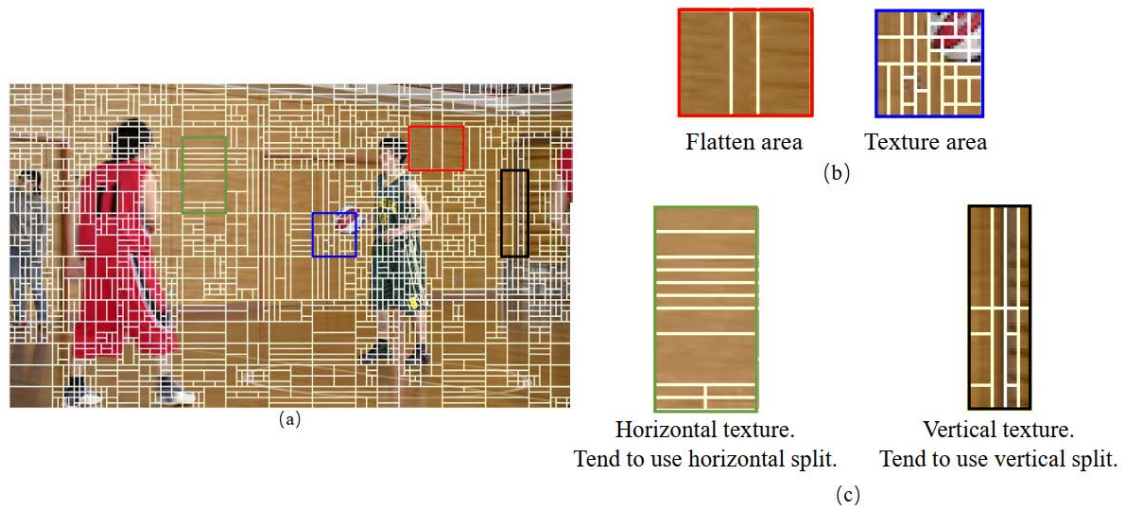 Flatten area
Texture area
(b)
(a)
Horizontal texture.
Tend to use horizontal split.
Vertical texture.
Tend to use vertical split.
(c)